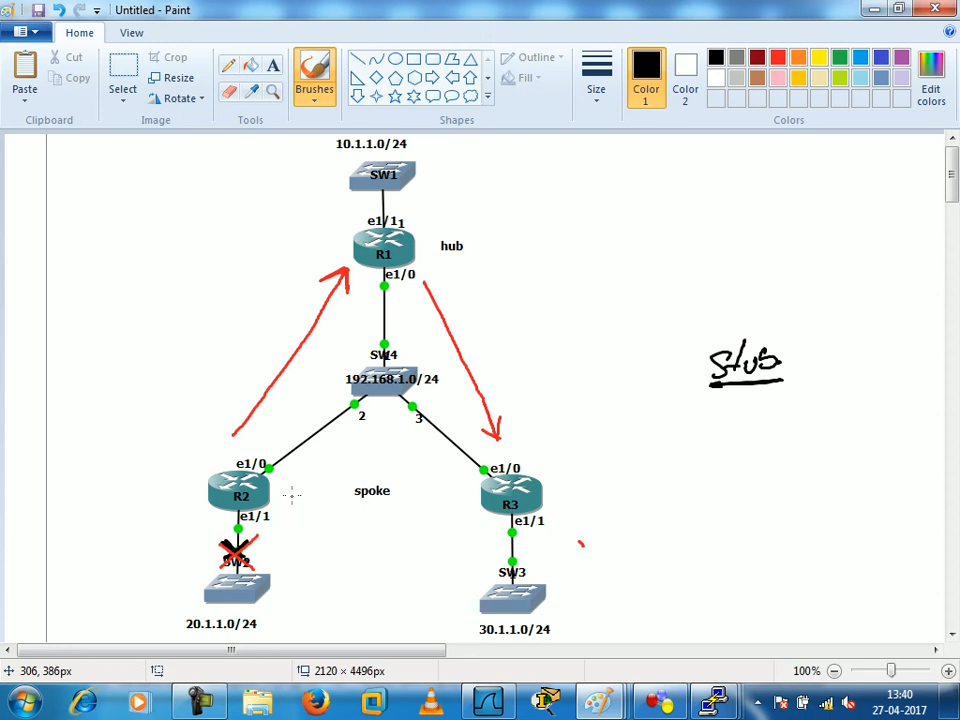 Untitled - Paint
Home View
Cut
Copy
Paste
Crop
Resize
Rotate
Select
A
Brushes
Outline
Fill
Size
Color 1
Color 2
Edit colors
Clipboard
Image
Tools
Shapes
Colors
10.1.1.0/24
SW1
e1/1
1
R1
hub
e1/0
SW4
192.168.1.0/24
2
3
stub
e1/0
R2
e1/1
spoke
e1/0
R3
e1/1
SW2
SW3
20.1.1.0/24
30.1.1.0/24
306, 386px
2120 × 4496px
100%
13:40
27-04-2017